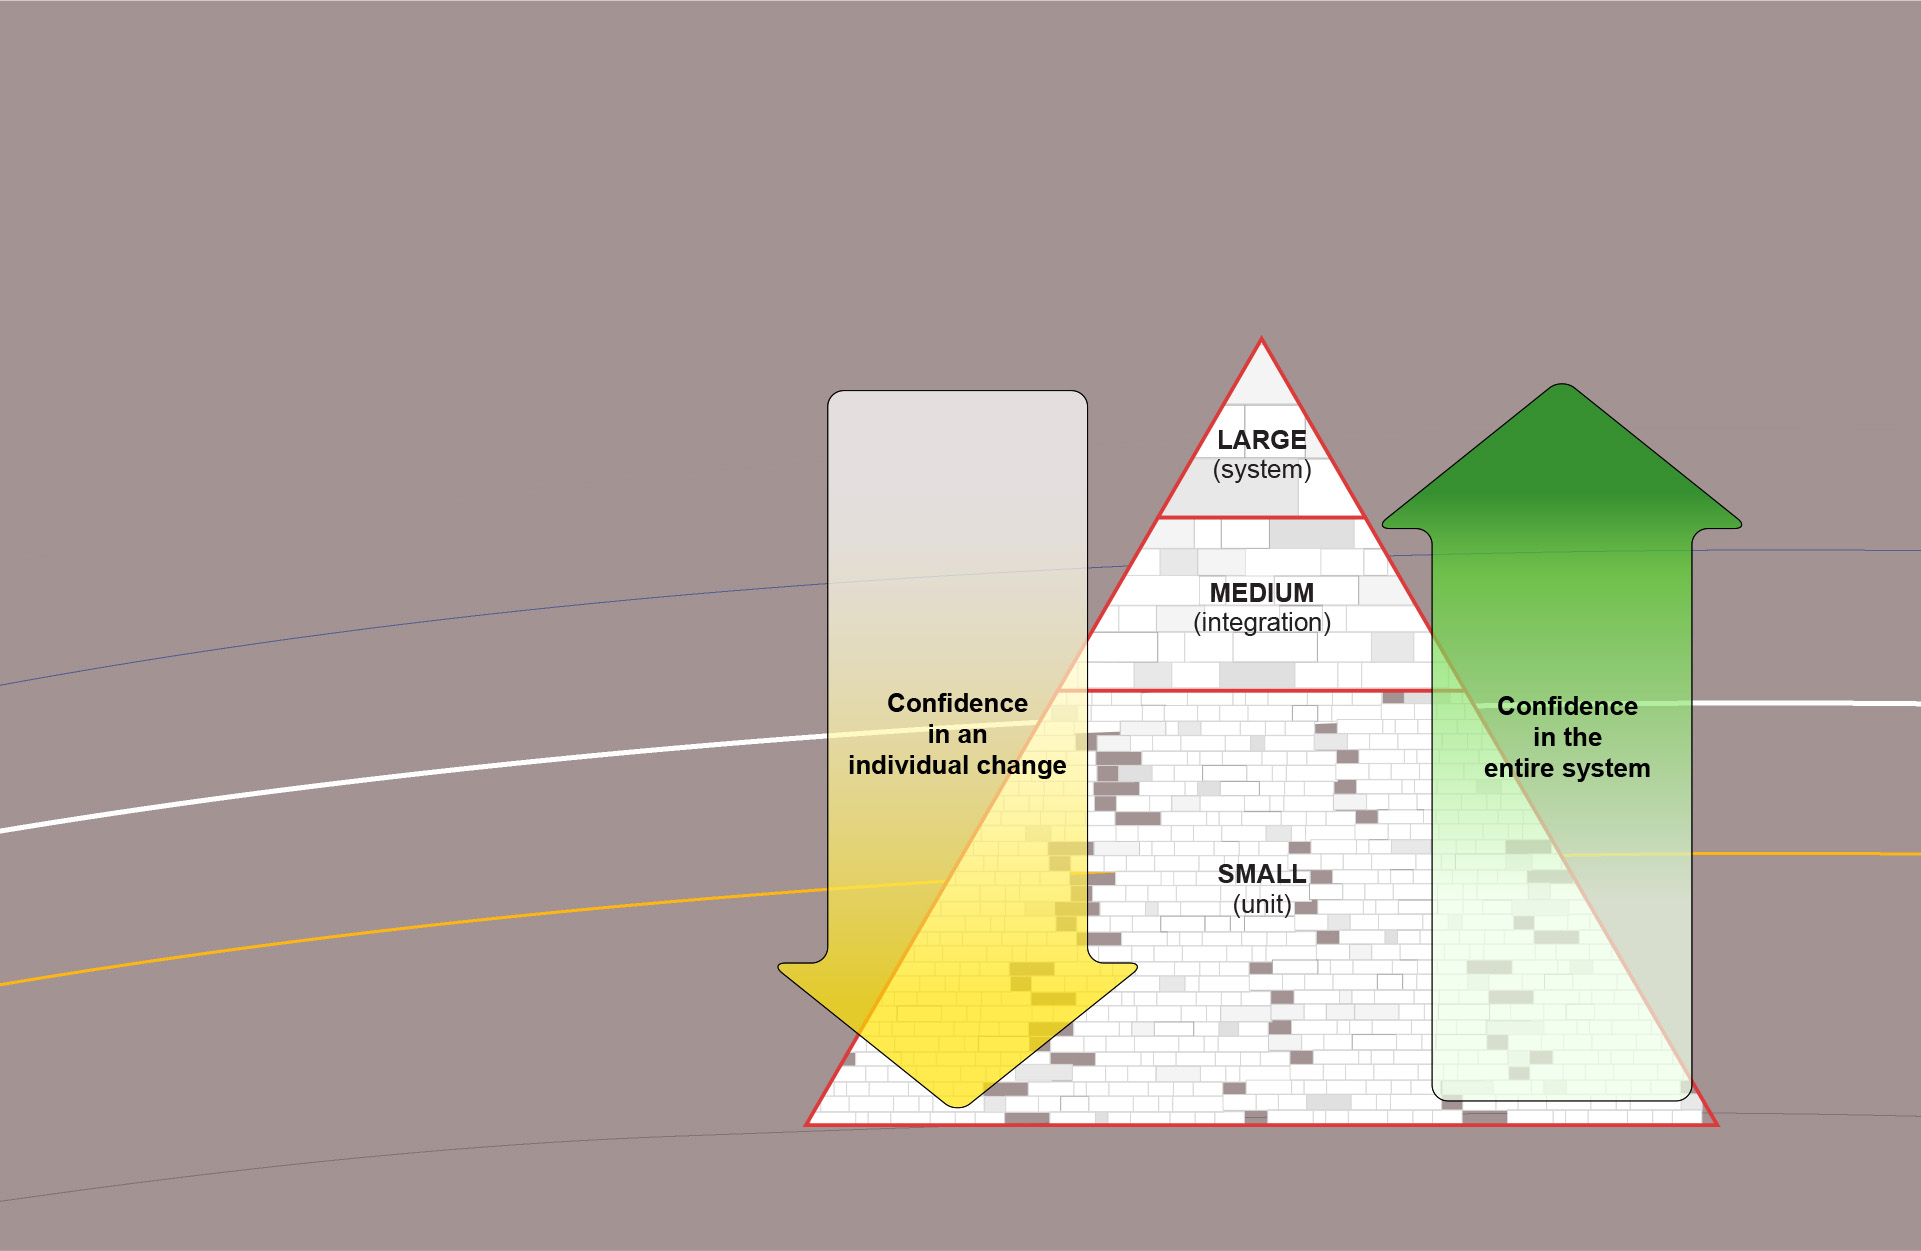 LARGE
(system)
MEDIUM
(integration)
Confidence
in an
individual change
Confidence
in the
entire system
SMALL
(unit)